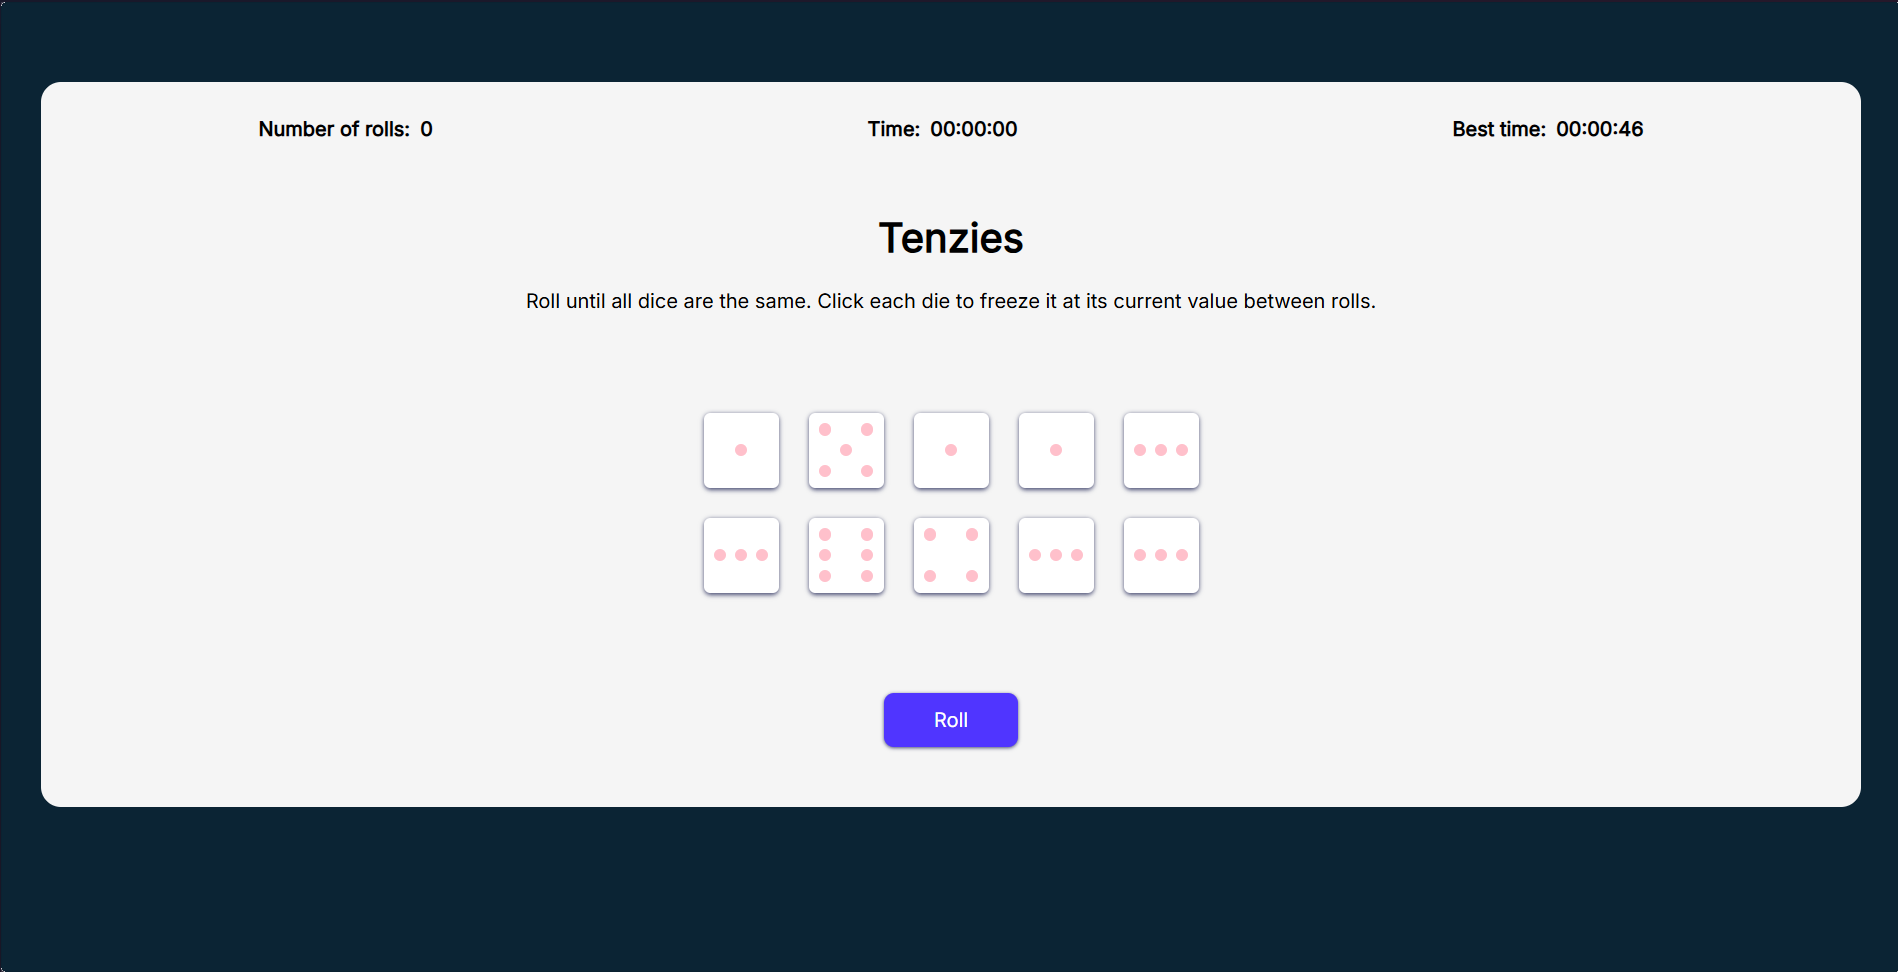 Number of rolls: 0
Time: 00:00:00
Best time: 00:00:46
Tenzies
Roll until all dice are the same. Click each die to freeze it at its current value between rolls.
Roll